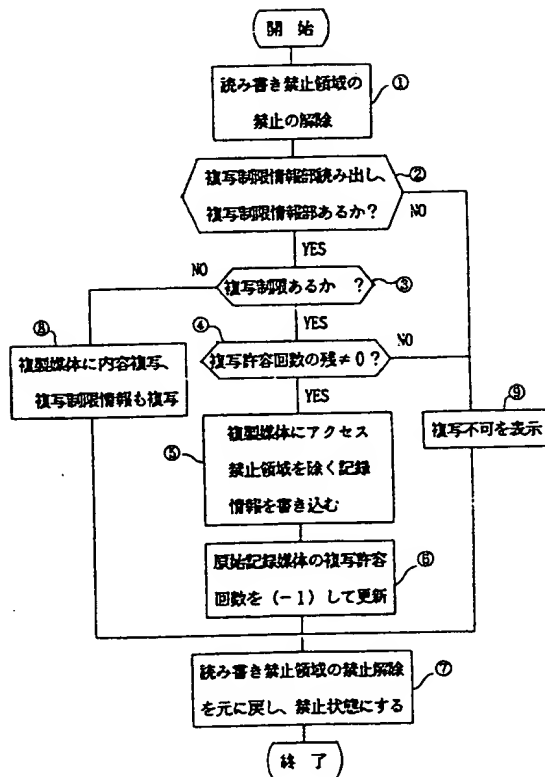 開 始
読み書き禁止領域の
禁止の解除
①
複写制限情報部読み出し、
複写制限情報部あるか?
②
NO
YES
NO
複写制限あるか ?
③
YES
④
複写許容回数の残≠0?
NO
⑧
複製媒体に内容複写、
複写制限情報も複写
YES
⑨
複写不可を表示
⑤
複製媒体にアクセス
禁止領域を除く記録
情報を書き込む
原始記録媒体の複写許容
回数を(-1)して更新
⑥
読み書き禁止領域の禁止解除
を元に戻し、禁止状態にする
⑦
終 了